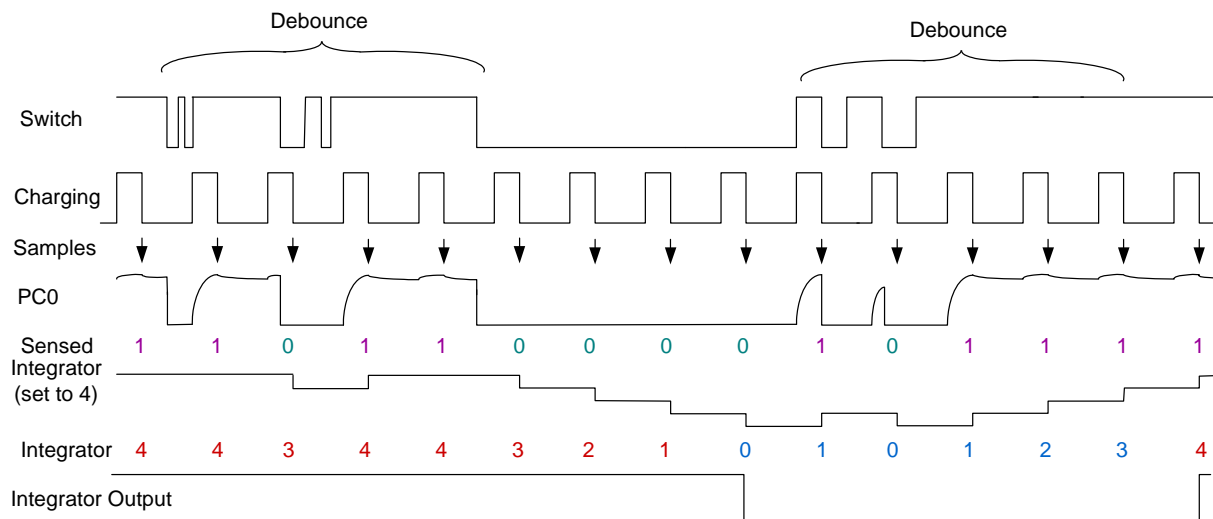 Debounce
Debounce
Switch
Charging
Samples
PC0
Sensed 1 1 0 1 1 0 0 0 0 1 0 1 1 1 1
Integrator
(set to 4)
Integrator 4 4 3 4 4 3 2 1 0 1 0 1 2 3 4
Integrator Output